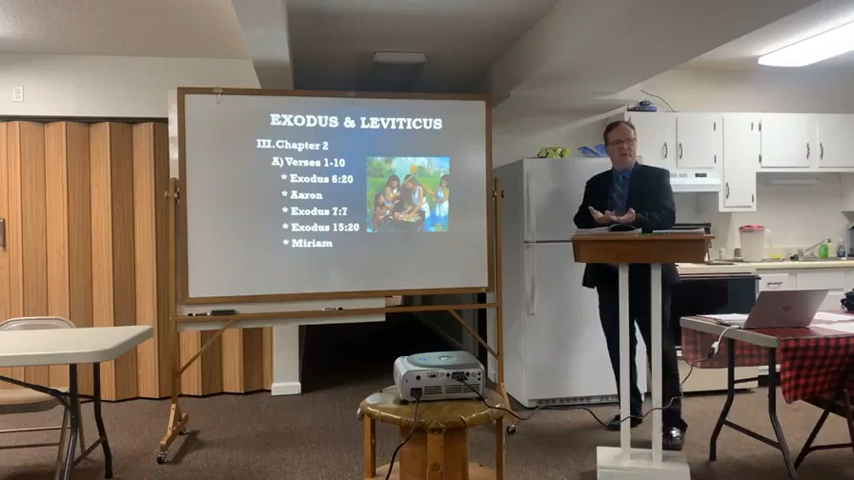 EXODUS & LEVITICUS
III.Chapter 2
A) Verses 1-10
* Exodus 6:20
* Aaron
* Exodus 7:7
* Exodus 15:20
* Miriam